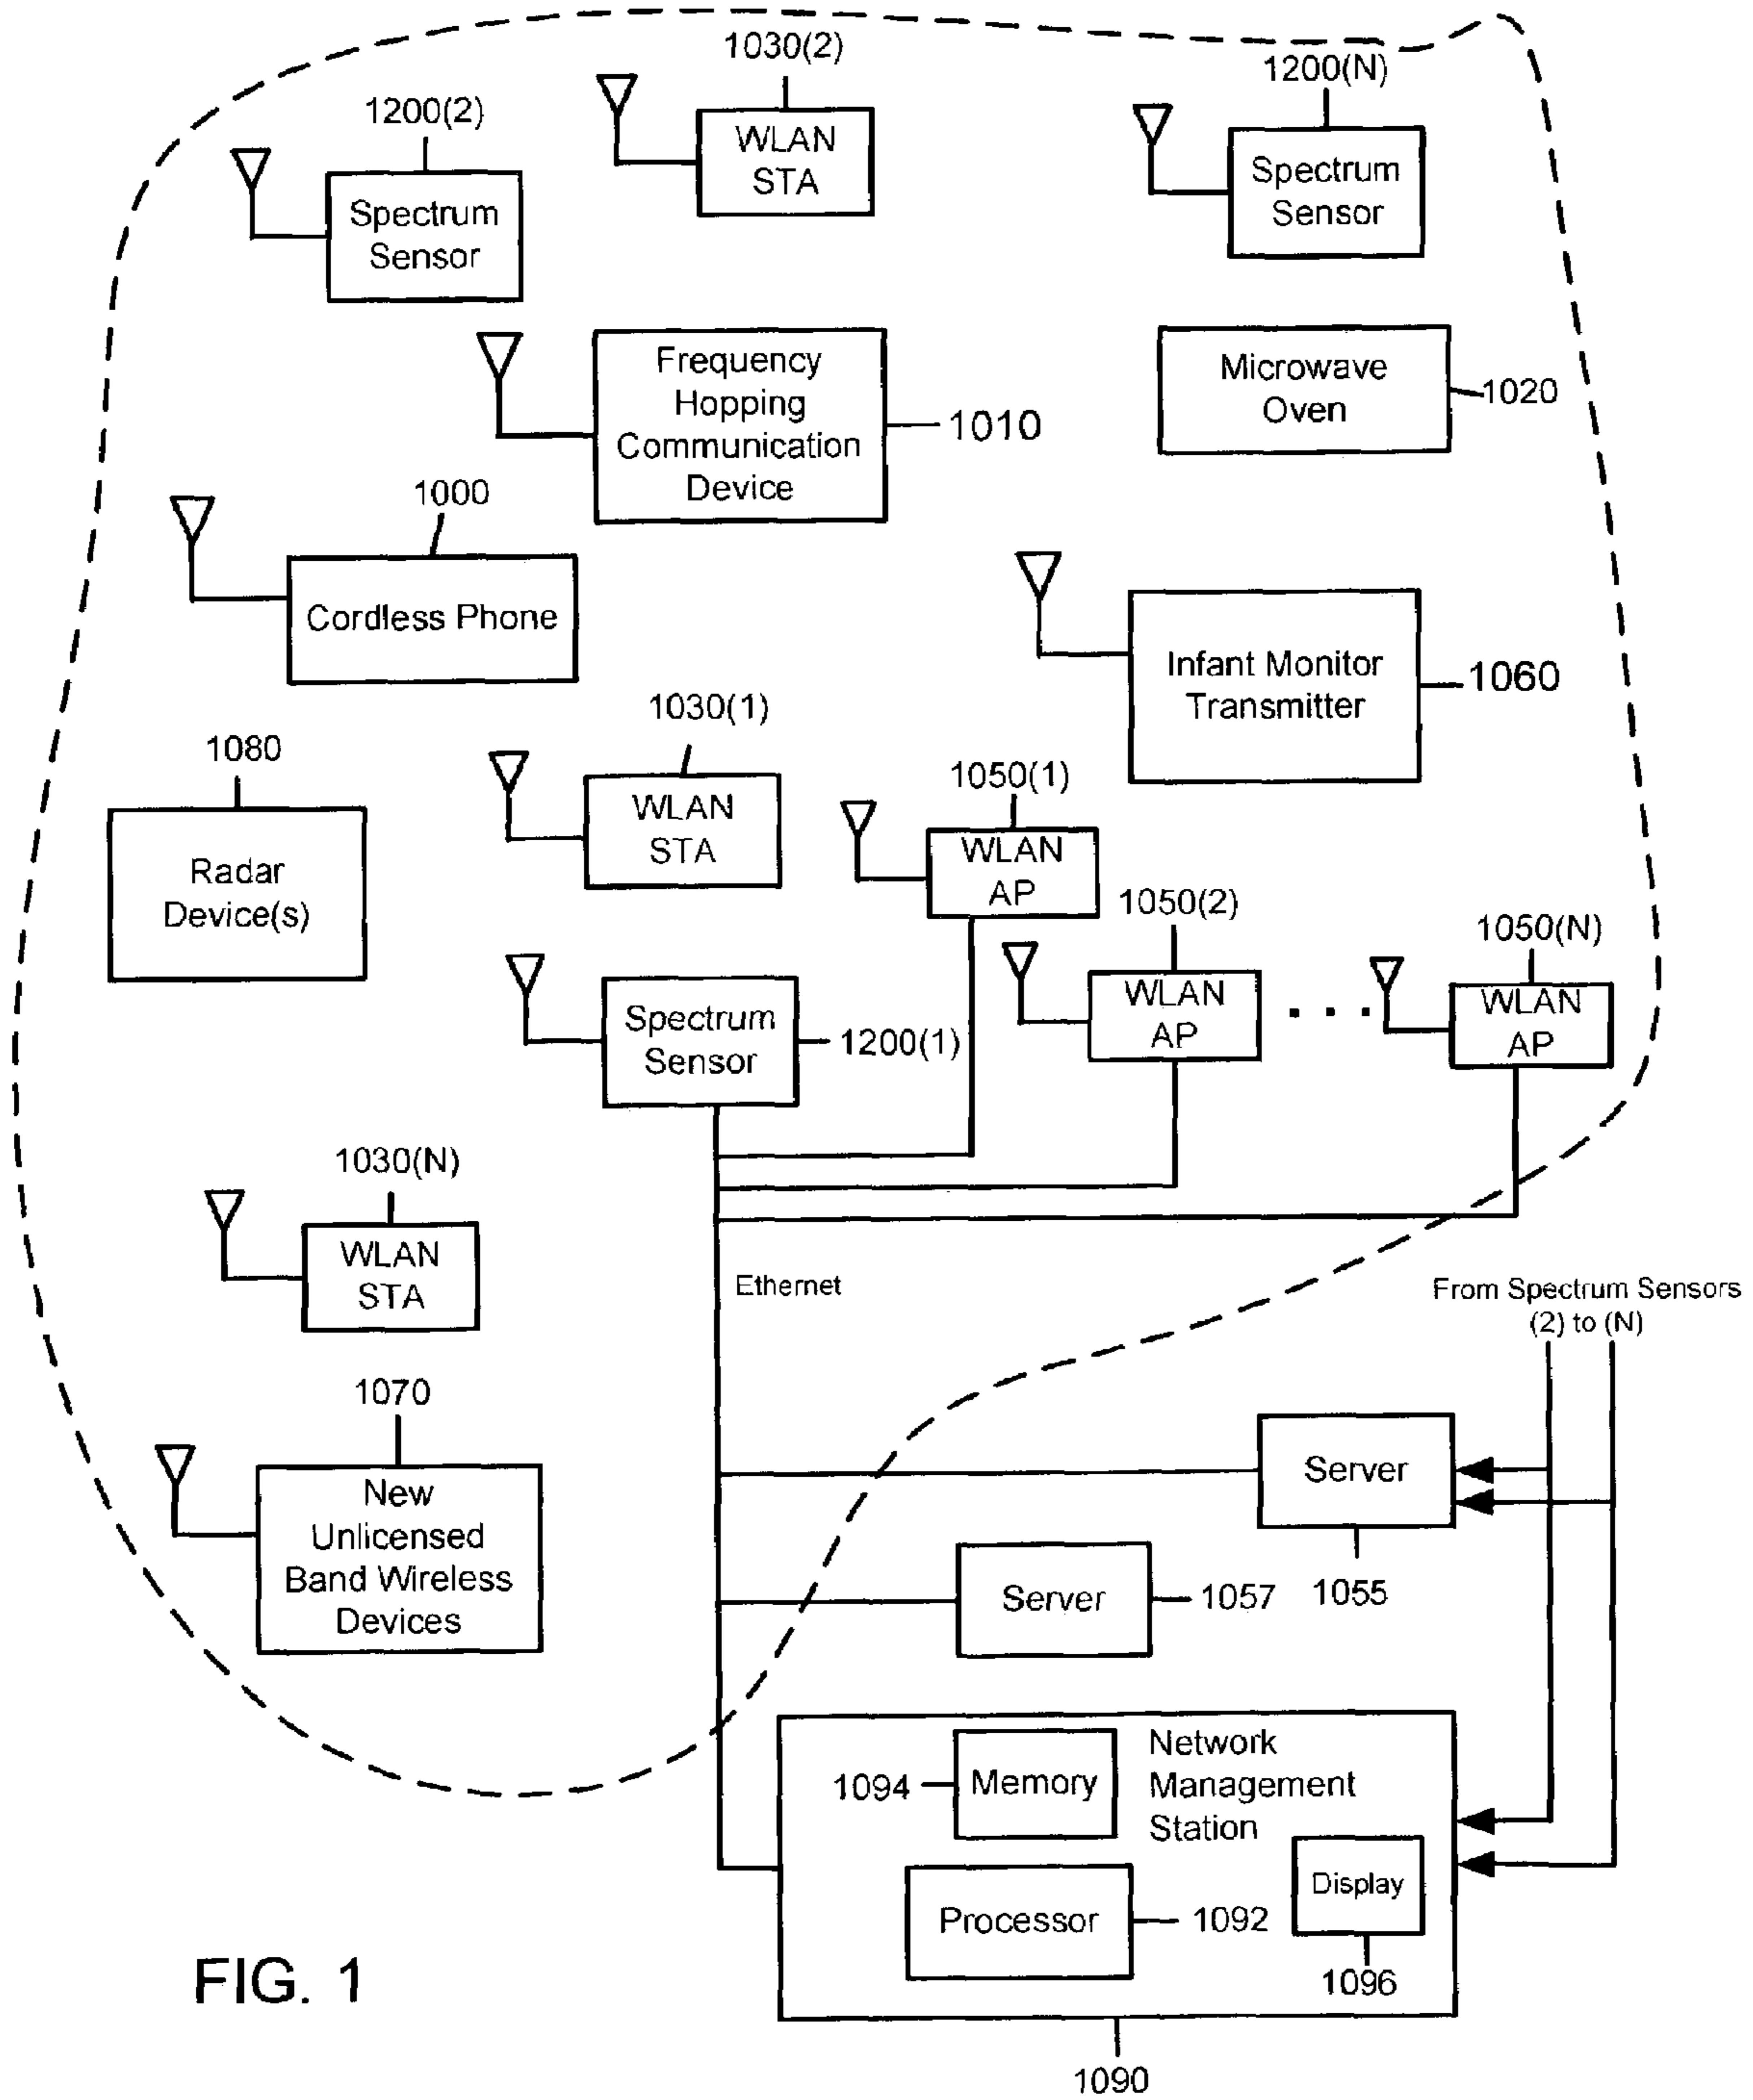 1030(2)
1200(N)
1200(2)
WLAN
STA
Spectrum
Sensor
Spectrum
Sensor
Frequency
Hopping
Communication
Device
1010
Microwave
Oven
1020
1000
Cordless Phone
Infant Monitor
Transmitter
1060
1030(1)
1080
1050(1)
WLAN
STA
WLAN
AP
Radar
Device(s)
1050(2)
1050(N)
WLAN
AP
. . .
WLAN
AP
Spectrum
Sensor
1200(1)
1030(N)
WLAN
STA
Ethernet
From Spectrum Sensors
(2) to (N)
1070
New
Unlicensed
Band Wireless
Devices
Server
1055
Server
1057
Network
Management
Station
1094
Memory
Display
Processor
1092
1096
FIG. 1
1090